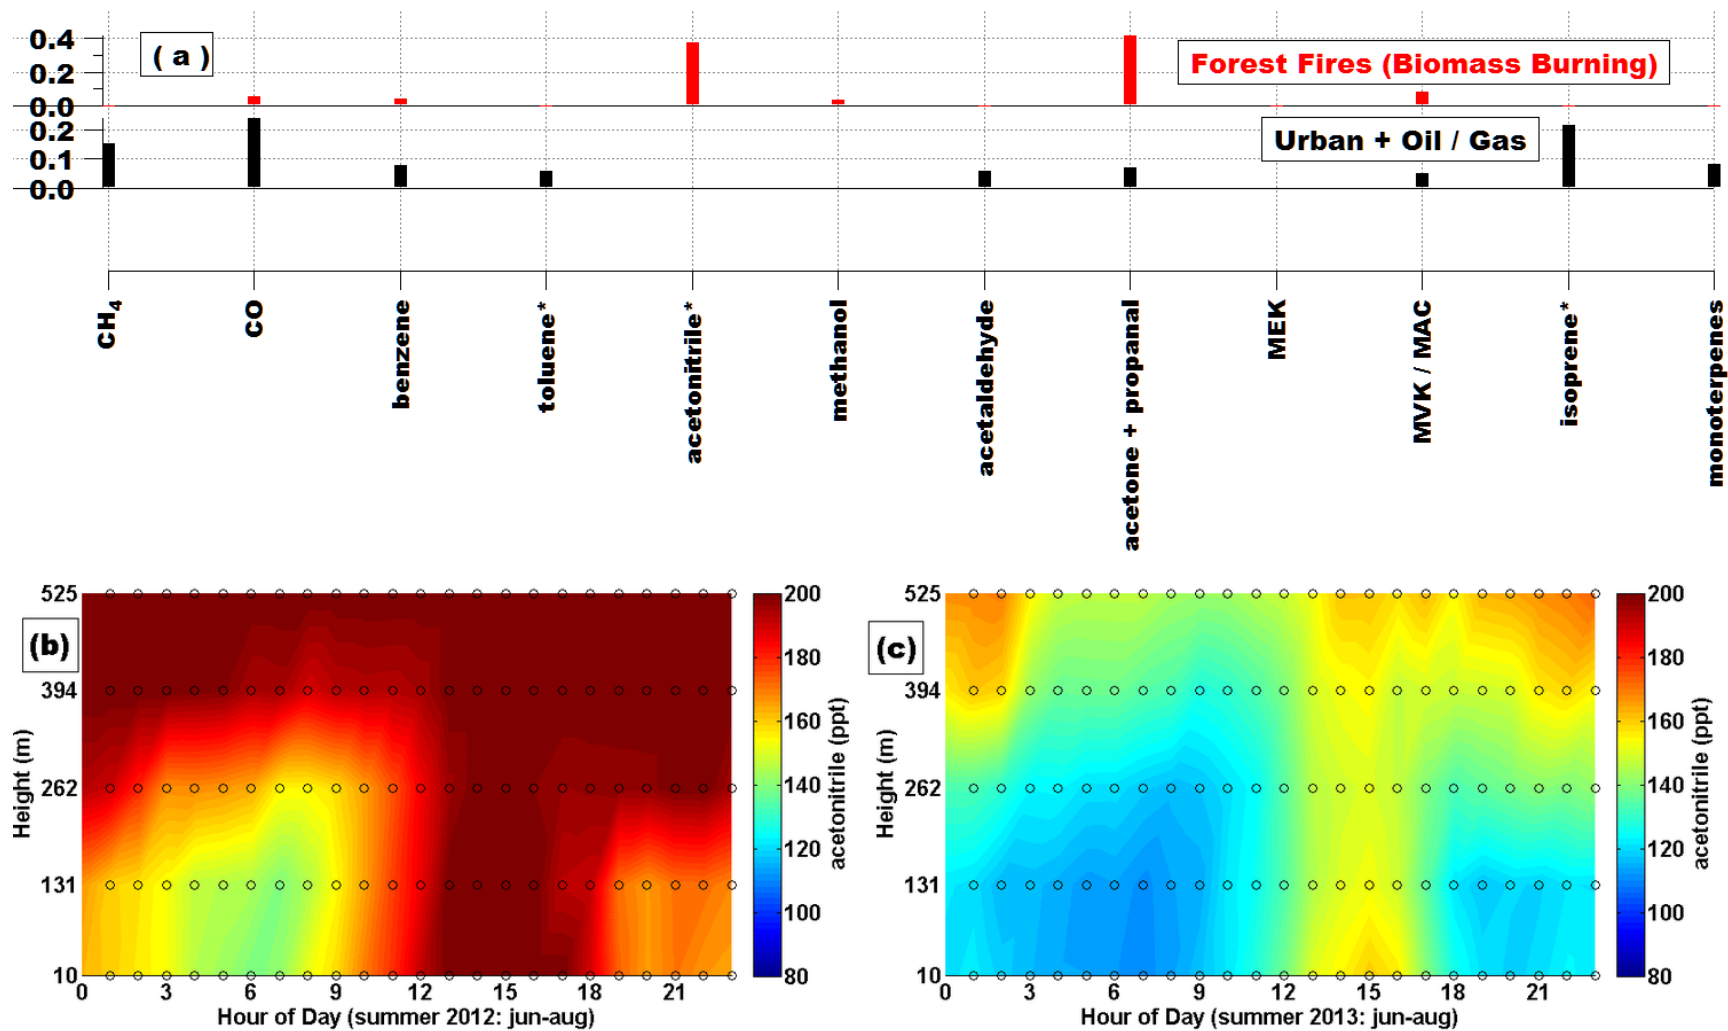 ( a )
Forest Fires (Biomass Burning)
0.4
0.2
0.0
Urban + Oil / Gas
0.2
0.1
0.0
CH4
CO
benzene
toluene*
acetonitrile*
methanol
acetaldehyde
acetone + propanal
MEK
MVK / MAC
isoprene*
monoterpenes
(b)
Height (m)
525
394
262
131
10
0 3 6 9 12 15 18 21
Hour of Day (summer 2012: jun-aug)
200
180
160
140
120
100
80
acetonitrile (ppt)
(c)
Height (m)
525
394
262
131
10
0 3 6 9 12 15 18 21
Hour of Day (summer 2013: jun-aug)
200
180
160
140
120
100
80
acetonitrile (ppt)